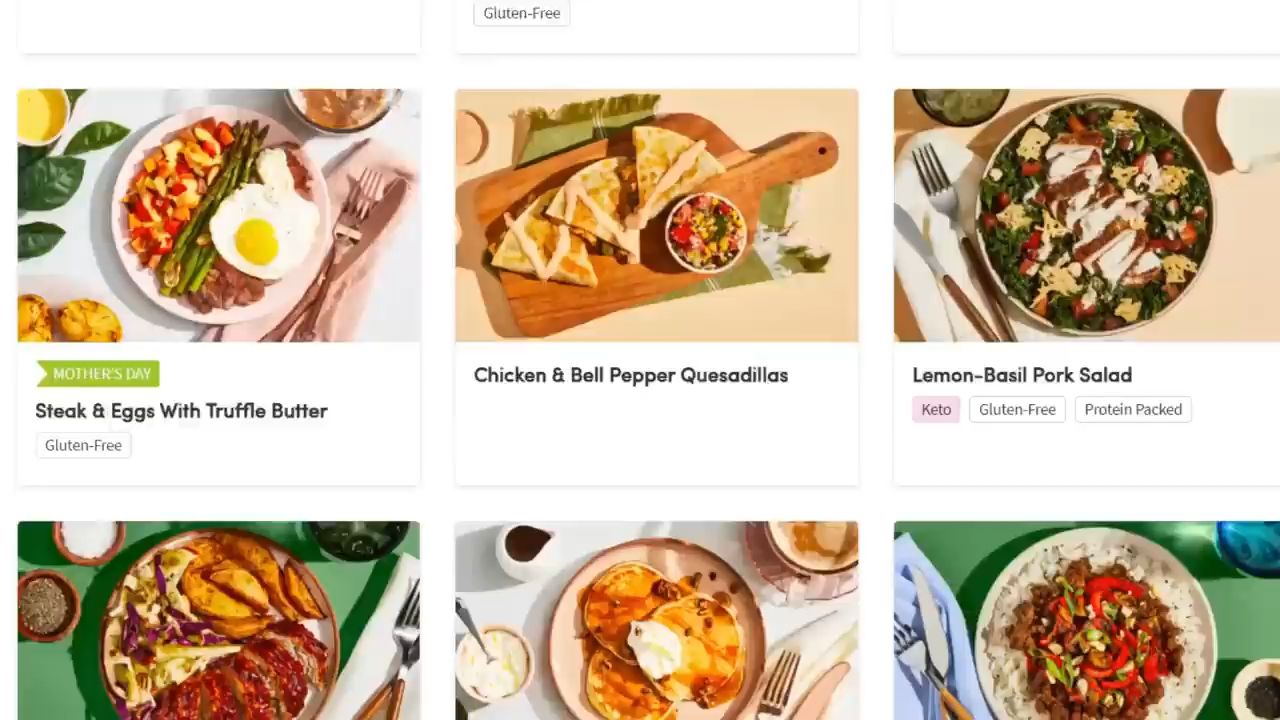 Gluten-Free
MOTHER'S DAY
Steak & Eggs With Truffle Butter
Gluten-Free
Chicken & Bell Pepper Quesadillas
Lemon-Basil Pork Salad
Keto Gluten-Free Protein Packed